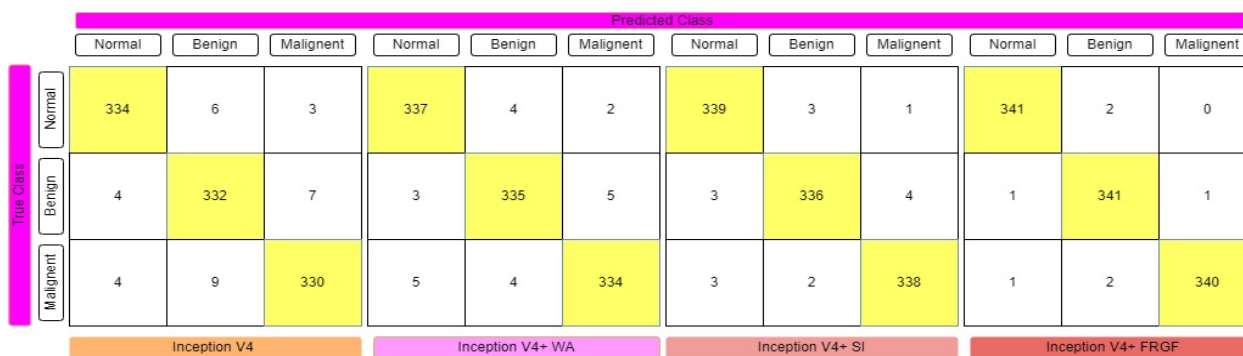 Predicted Class
Normal Benign Malignent Normal Benign Malignent Normal Benign Malignent Normal Benign Malignent
True Class
Normal 334 6 3 337 4 2 339 3 1 341 2 0
Benign 4 332 7 3 335 5 3 336 4 1 341 1
Malignent 4 9 330 5 4 334 3 2 338 1 2 340
Inception V4 Inception V4+ WA Inception V4+ SI Inception V4+ FRGF